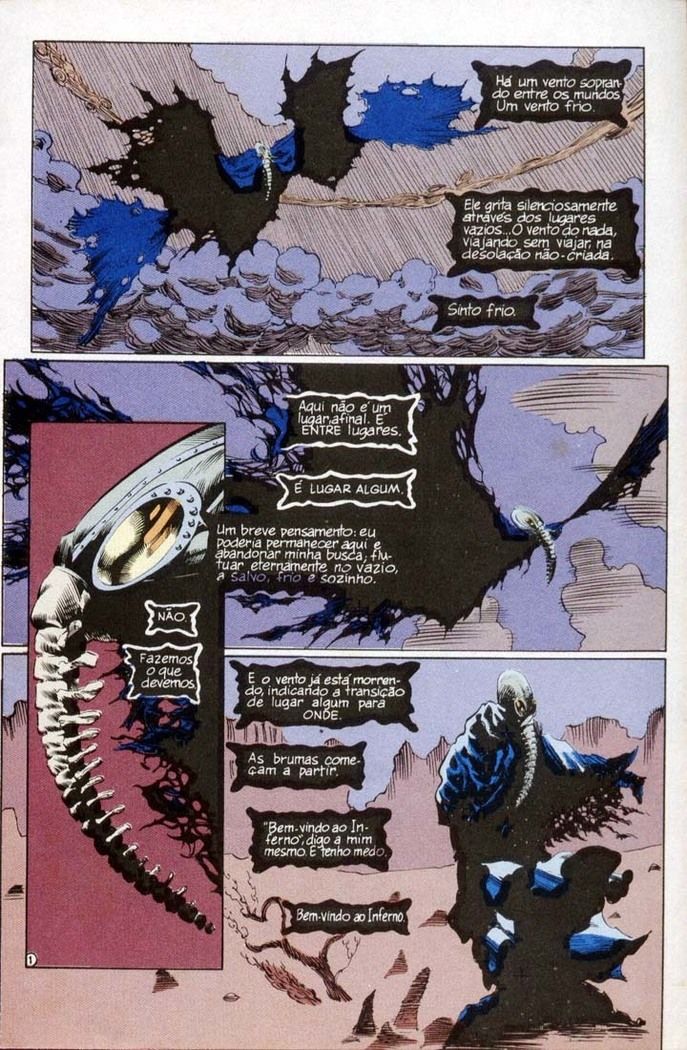 Há um vento sopran-
do entre os mundos
Um vento frio.
Ele grita silenciosamente
através dos lugares
vazios...O vento do nada,
viajando sem viajar, na
desolação não-criada.
Sinto frio.
Aqui não é um
lugar,afinal. É
ENTRE lugares.
É LUGAR ALGUM.
Um breve pensamento: eu
poderia permanecer aqui e
abandonar minha busca; flu-
tuar eternamente no vazio,
a salvo, frio e sozinho.
NÃO.
Fazemos
o que
devemos.
E o vento já está morren-
do, indicando a transição
de lugar algum para
ONDE.
As brumas come-
çam a partir.
"Bem-vindo ao In-
ferno", digo a mim
mesmo. E tenho medo.
Bem-vindo ao Inferno.
1